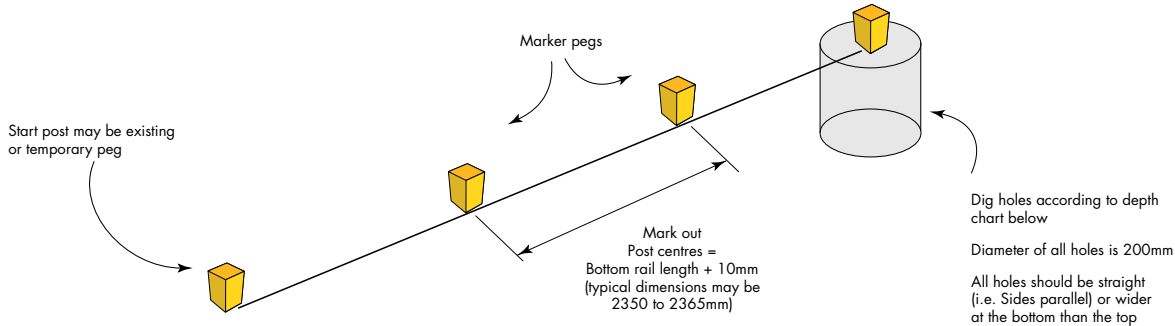 Marker pegs
Start post may be existing
or temporary peg
Mark out
Post centres =
Bottom rail length + 10mm
(typical dimensions may be
2350 to 2365mm)
Dig holes according to depth
chart below
Diameter of all holes is 200mm
All holes should be straight
(i.e. Sides parallel) or wider
at the bottom than the top